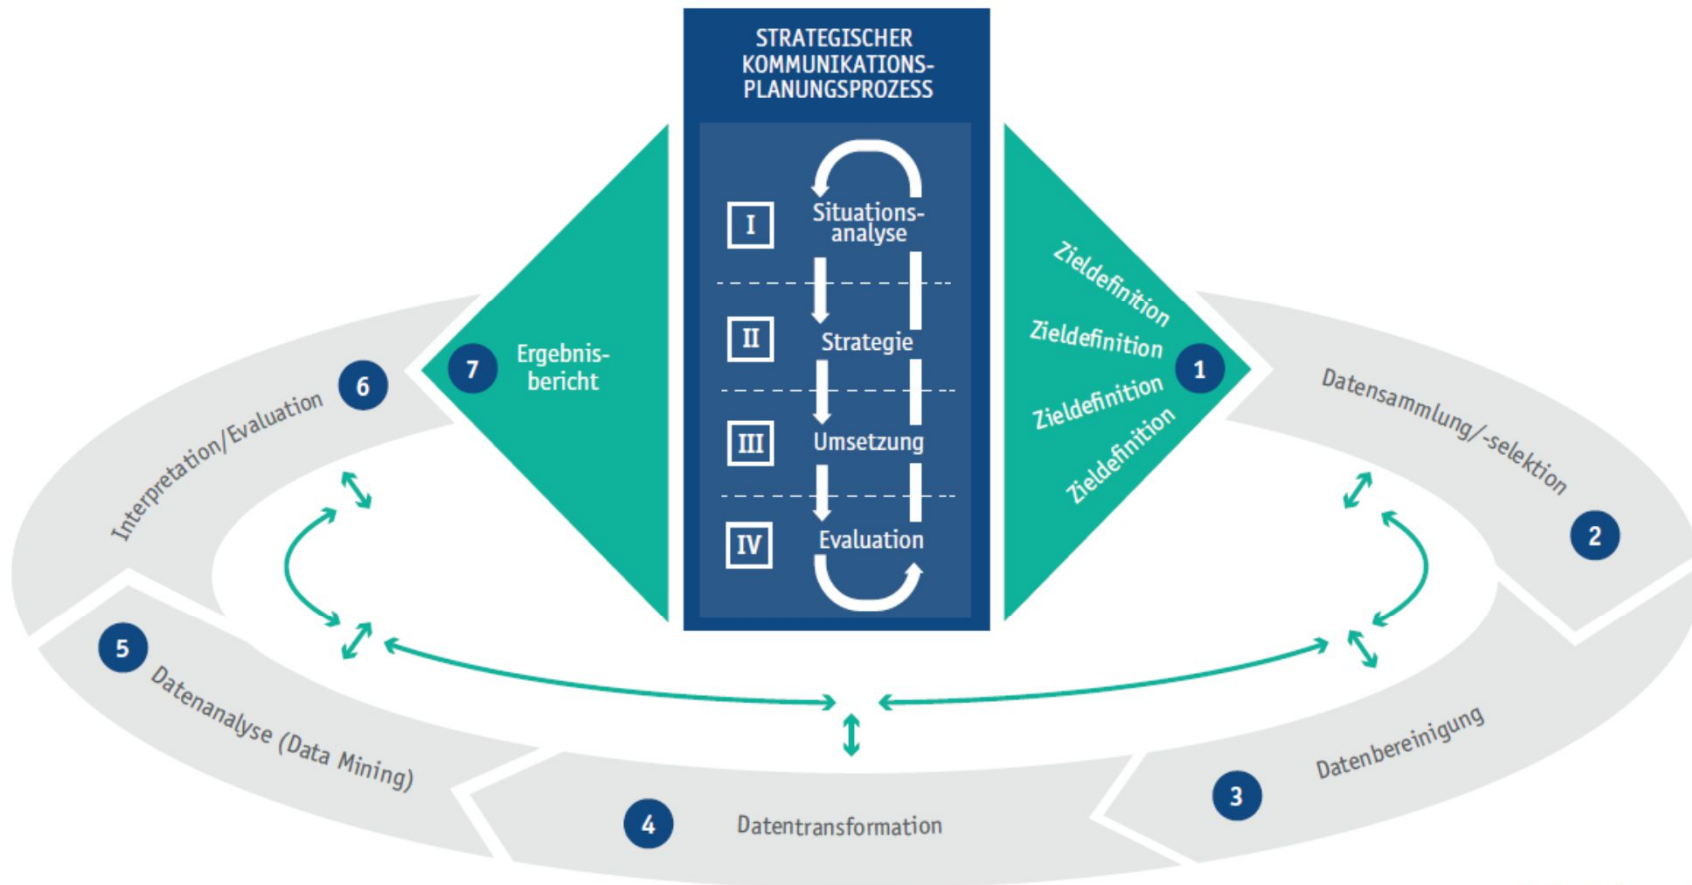 STRATEGISCHER
KOMMUNIKATIONS-
PLANUNGSPROZESS
I
Situations-
analyse
II
Strategie
III
Umsetzung
IV
Evaluation
Zieldefinition
Zieldefinition
Zieldefinition
Zieldefinition
1
Datensammlung/-selektion
2
Datenbereinigung
3
Datentransformation
4
Datenanalyse (Data Mining)
5
Interpretation/Evaluation
6
7
Ergebnis-
bericht